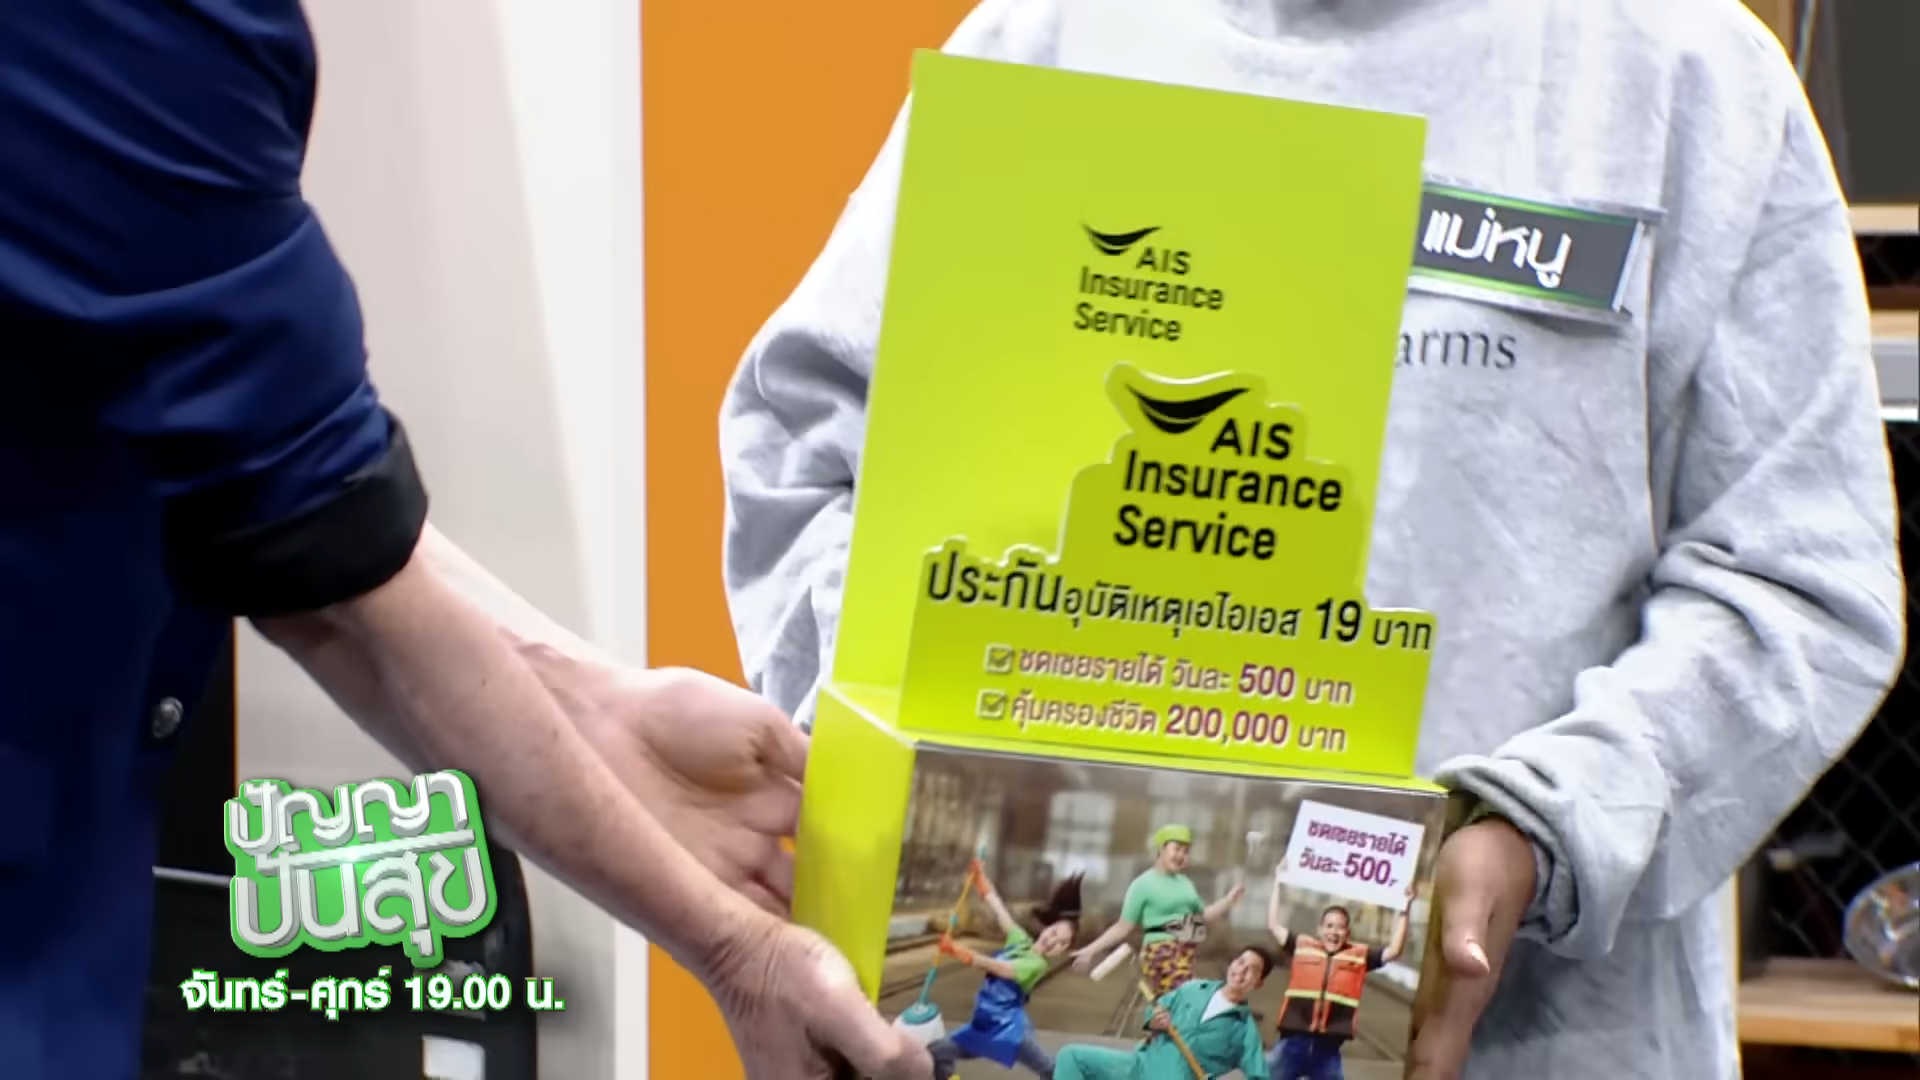 AIS
Insurance
Service
แม่หนู
arms
AIS
Insurance
Service
ประกันอุบัติเหตุเอไอเอส 19 บาท
ชดเชยรายได้ วันละ 500 บาท
คุ้มครองชีวิต 200,000 บาท
ชดเชยรายได้
วันละ 500.-
ปัญญา
ปันสุข
จันทร์-ศุกร์ 19.00 น.